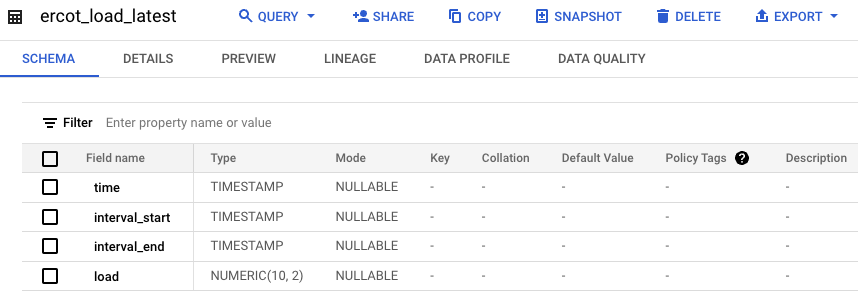 ercot_load_latest QUERY SHARE COPY SNAPSHOT DELETE EXPORT
SCHEMA DETAILS PREVIEW LINEAGE DATA PROFILE DATA QUALITY
Filter Enter property name or value
Field name Type Mode Key Collation Default Value Policy Tags ? Description
time TIMESTAMP NULLABLE - - - - -
interval_start TIMESTAMP NULLABLE - - - - -
interval_end TIMESTAMP NULLABLE - - - - -
load NUMERIC(10, 2) NULLABLE - - - - -